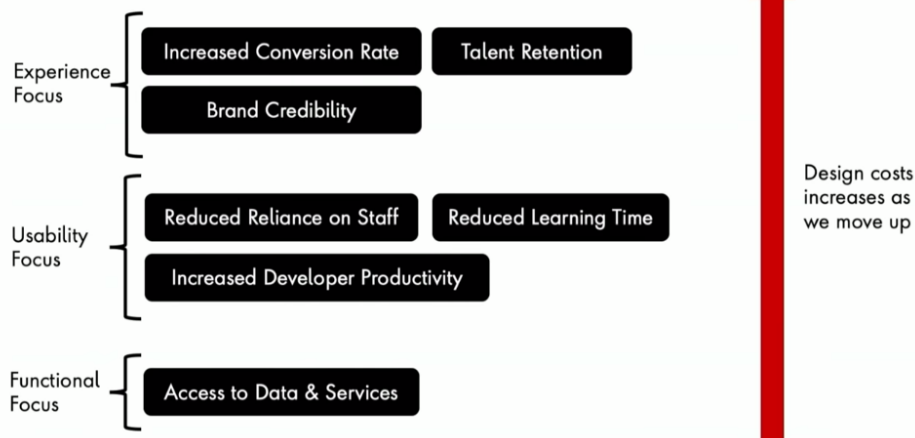 Experience
Focus
Increased Conversion Rate
Talent Retention
Brand Credibility
Usability
Focus
Reduced Reliance on Staff
Reduced Learning Time
Increased Developer Productivity
Functional
Focus
Access to Data & Services
Design costs
increases as
we move up